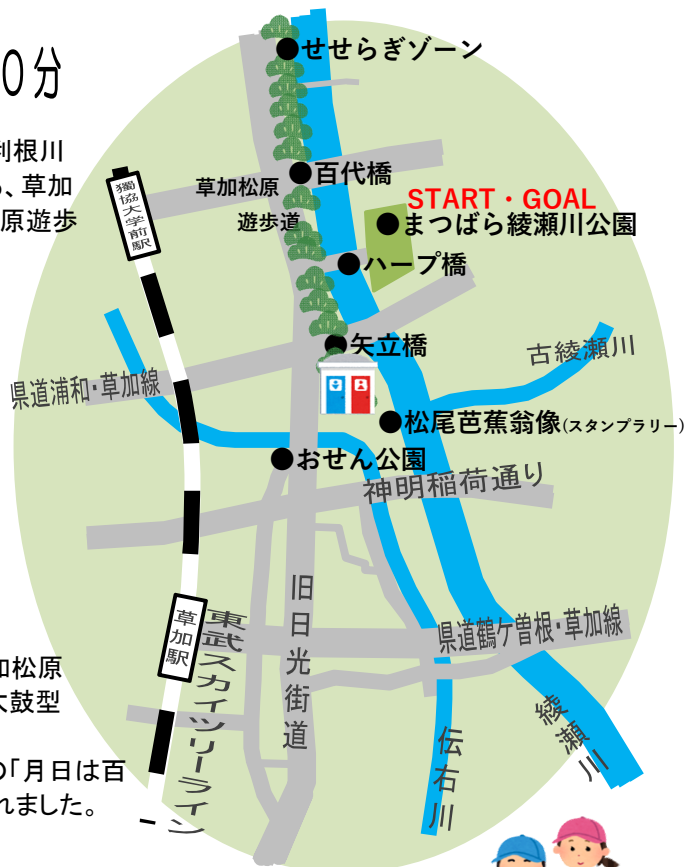 0分
せせらぎゾーン
利根川
、草加
原遊歩
獨協大学前駅
草加松原
遊歩道
百代橋
START・GOAL
まつばら綾瀬川公園
ハープ橋
矢立橋
古綾瀬川
県道浦和・草加線
松尾芭蕉翁像(スタンプラリー)
おせん公園
神明稲荷通り
旧日光街道
草加駅
東武スカイツリーライン
県道鶴ケ曽根・草加線
綾瀬川
伝右川
加松原
太鼓型
「月日は百
れました。